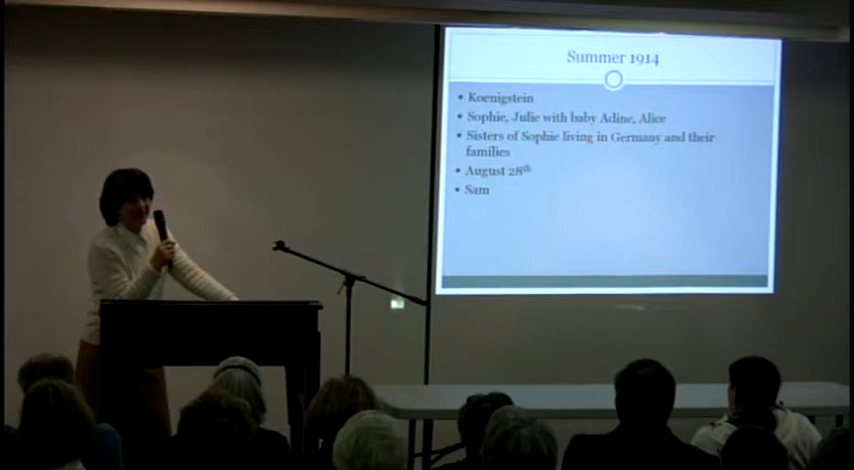 Summer 1914
• Koenigstein
• Sophie, Julie with baby Adine, Alice
• Sisters of Sophie living in Germany and their
families
• August 28th
• Sam